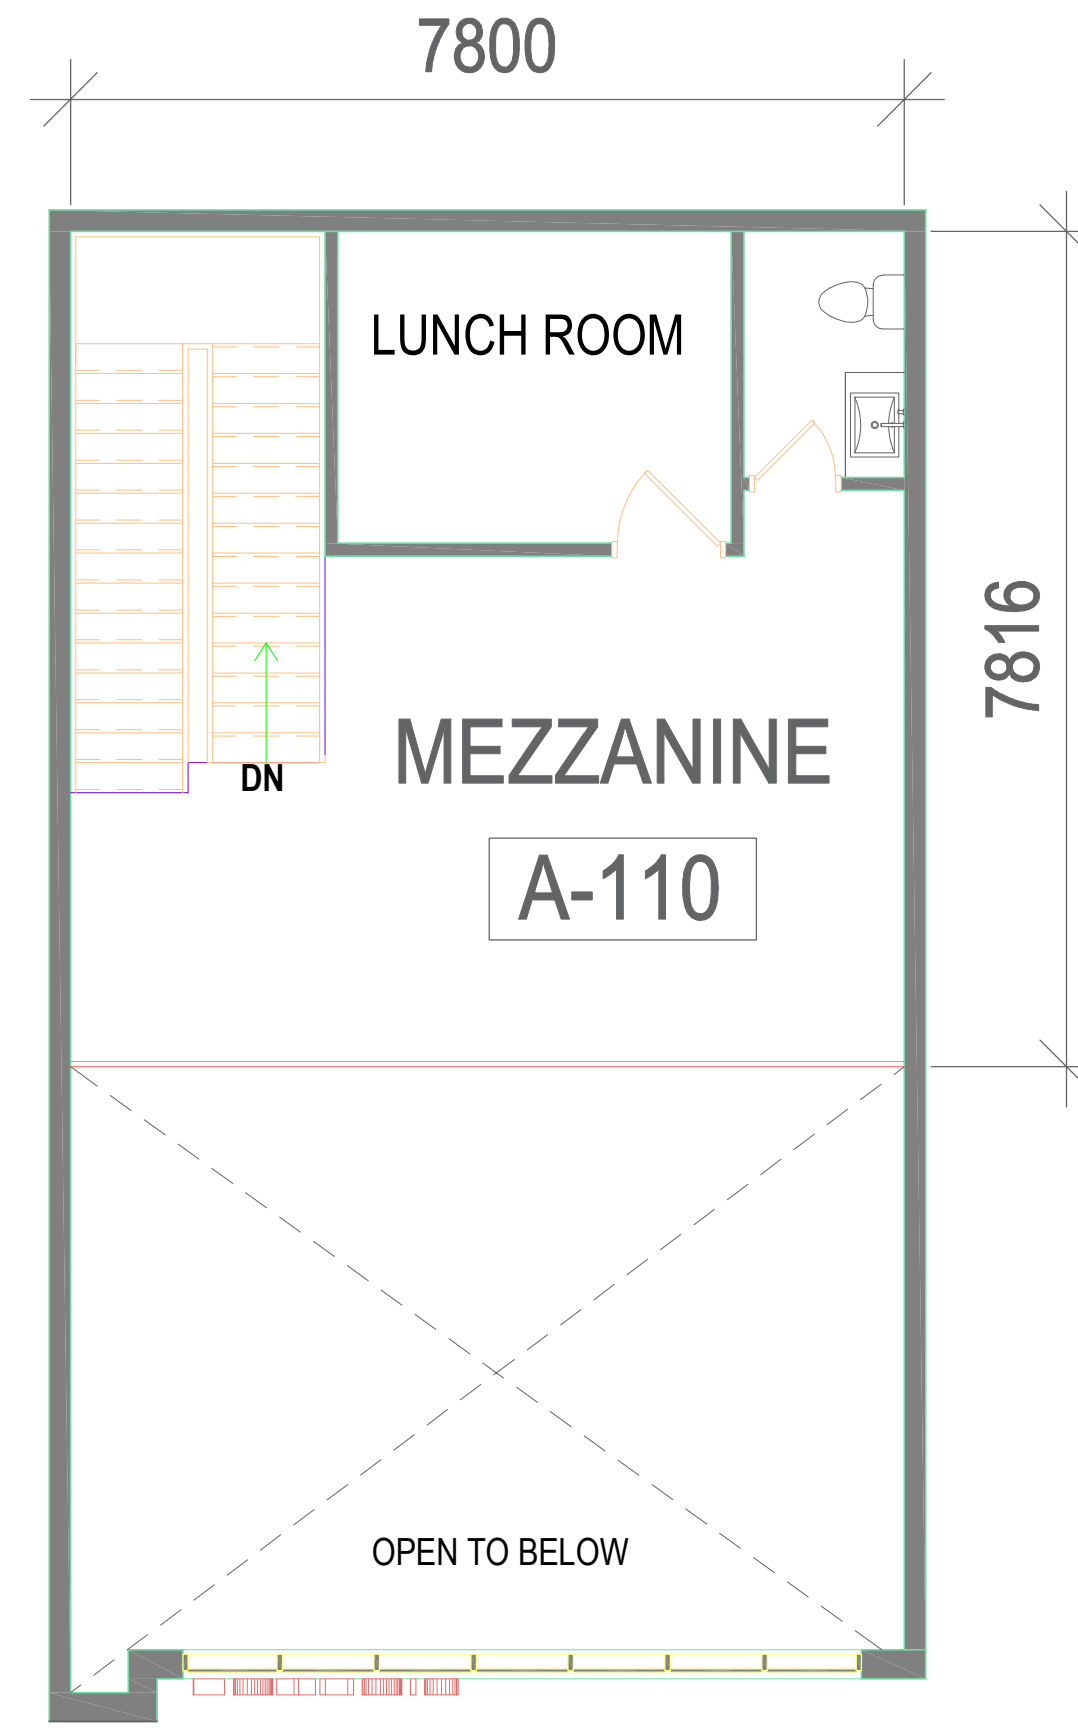 7800
LUNCH ROOM
7816
MEZZANINE
DN
A-110
OPEN TO BELOW